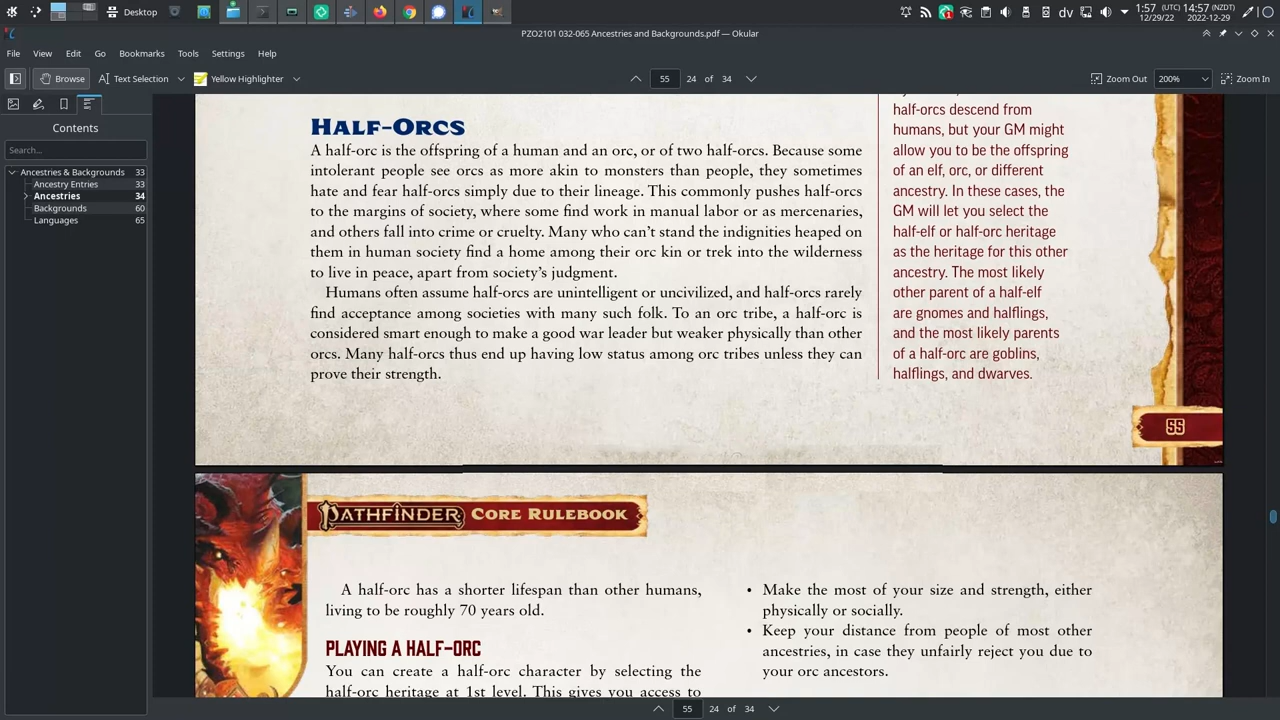 Desktop
1:57 (UTC) 14:57 (NZDT)
12/29/22 2022-12-29
PZO2101 032-065 Ancestries and Backgrounds.pdf — Okular
File View Edit Go Bookmarks Tools Settings Help
Browse Text Selection Yellow Highlighter 55 24 of 34 Zoom Out 200% Zoom In
Contents
Search...
Ancestries & Backgrounds 33
Ancestry Entries 33
Ancestries 34
Backgrounds 60
Languages 65
HALF-ORCS
A half-orc is the offspring of a human and an orc, or of two half-orcs. Because some
intolerant people see orcs as more akin to monsters than people, they sometimes
hate and fear half-orcs simply due to their lineage. This commonly pushes half-orcs
to the margins of society, where some find work in manual labor or as mercenaries,
and others fall into crime or cruelty. Many who can’t stand the indignities heaped on
them in human society find a home among their orc kin or trek into the wilderness
to live in peace, apart from society’s judgment.
Humans often assume half-orcs are unintelligent or uncivilized, and half-orcs rarely
find acceptance among societies with many such folk. To an orc tribe, a half-orc is
considered smart enough to make a good war leader but weaker physically than other
orcs. Many half-orcs thus end up having low status among orc tribes unless they can
prove their strength.
half-orcs descend from
humans, but your GM might
allow you to be the offspring
of an elf, orc, or different
ancestry. In these cases, the
GM will let you select the
half-elf or half-orc heritage
as the heritage for this other
ancestry. The most likely
other parent of a half-elf
are gnomes and halflings,
and the most likely parents
of a half-orc are goblins,
halflings, and dwarves.
55
PATHFINDER CORE RULEBOOK
A half-orc has a shorter lifespan than other humans,
living to be roughly 70 years old.
PLAYING A HALF-ORC
You can create a half-orc character by selecting the
half-orc heritage at 1st level. This gives you access to
• Make the most of your size and strength, either
physically or socially.
• Keep your distance from people of most other
ancestries, in case they unfairly reject you due to
your orc ancestors.
55 24 of 34